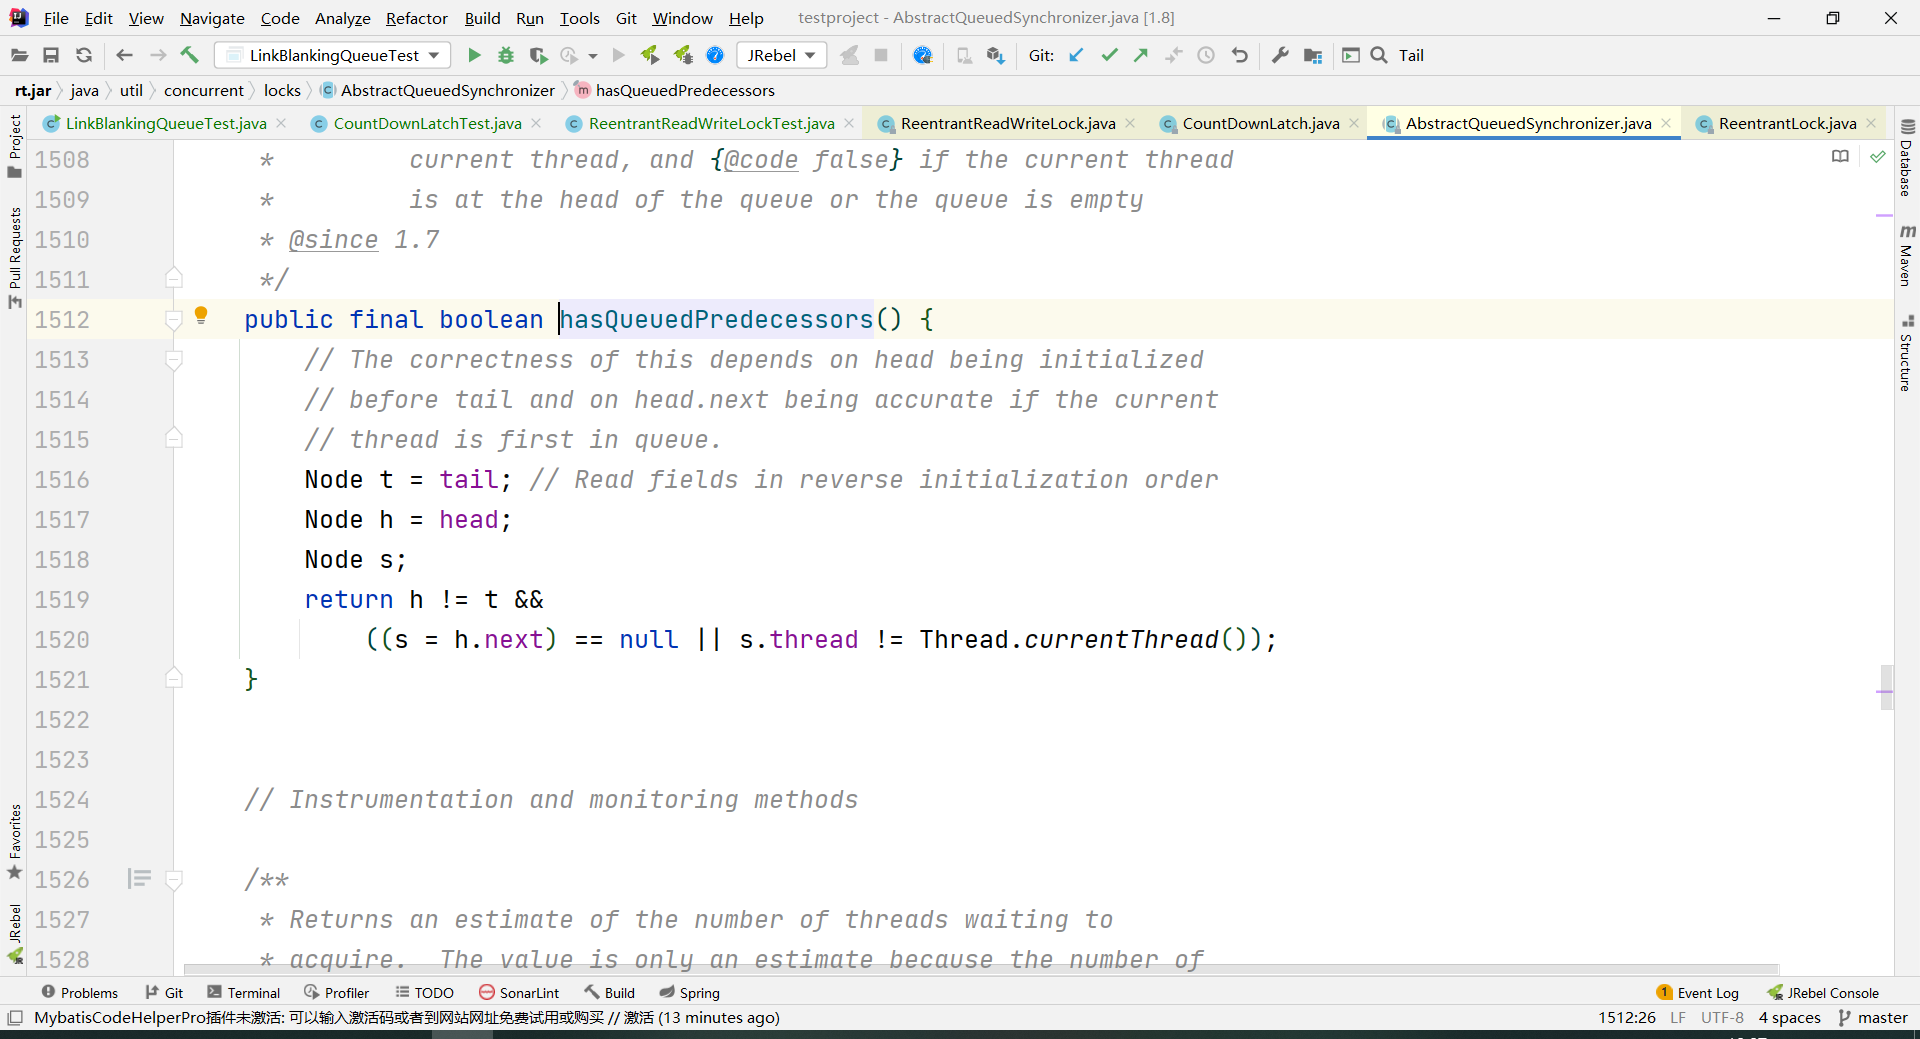 File Edit View Navigate Code Analyze Refactor Build Run Tools Git Window Help testproject - AbstractQueuedSynchronizer.java [1.8]
LinkBlankingQueueTest JRebel Git: Tail
rt.jar java util concurrent locks AbstractQueuedSynchronizer hasQueuedPredecessors
LinkBlankingQueueTest.java CountDownLatchTest.java ReentrantReadWriteLockTest.java ReentrantReadWriteLock.java CountDownLatch.java AbstractQueuedSynchronizer.java ReentrantLock.java
Project
Pull Requests
Favorites
JRebel
1508 * current thread, and {@code false} if the current thread
1509 * is at the head of the queue or the queue is empty
1510 * @since 1.7
1511 */
1512 public final boolean hasQueuedPredecessors() {
1513 // The correctness of this depends on head being initialized
1514 // before tail and on head.next being accurate if the current
1515 // thread is first in queue.
1516 Node t = tail; // Read fields in reverse initialization order
1517 Node h = head;
1518 Node s;
1519 return h != t &&
1520 ((s = h.next) == null || s.thread != Thread.currentThread());
1521 }
1522
1523
1524 // Instrumentation and monitoring methods
1525
1526 /**
1527 * Returns an estimate of the number of threads waiting to
1528 * acquire. The value is only an estimate because the number of
Database
Maven
Structure
Problems Git Terminal Profiler TODO SonarLint Build Spring 1 Event Log JRebel Console
MybatisCodeHelperPro插件未激活: 可以输入激活码或者到网站网址免费试用或购买 // 激活 (13 minutes ago) 1512:26 LF UTF-8 4 spaces master